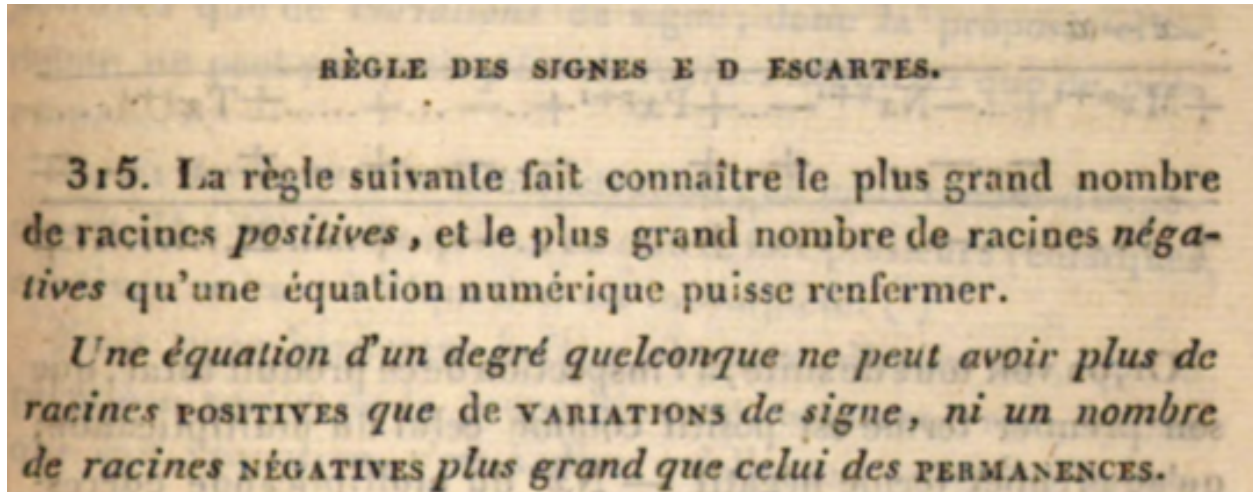 RÈGLE DES SIGNES E D ESCARTES.
315. La règle suivante fait connaître le plus grand nombre
de racines positives, et le plus grand nombre de racines néga-
tives qu'une équation numérique puisse renfermer.
Une équation d'un degré quelconque ne peut avoir plus de
racines POSITIVES que de VARIATIONS de signe, ni un nombre
de racines NÉGATIVES plus grand que celui des PERMANENCES.